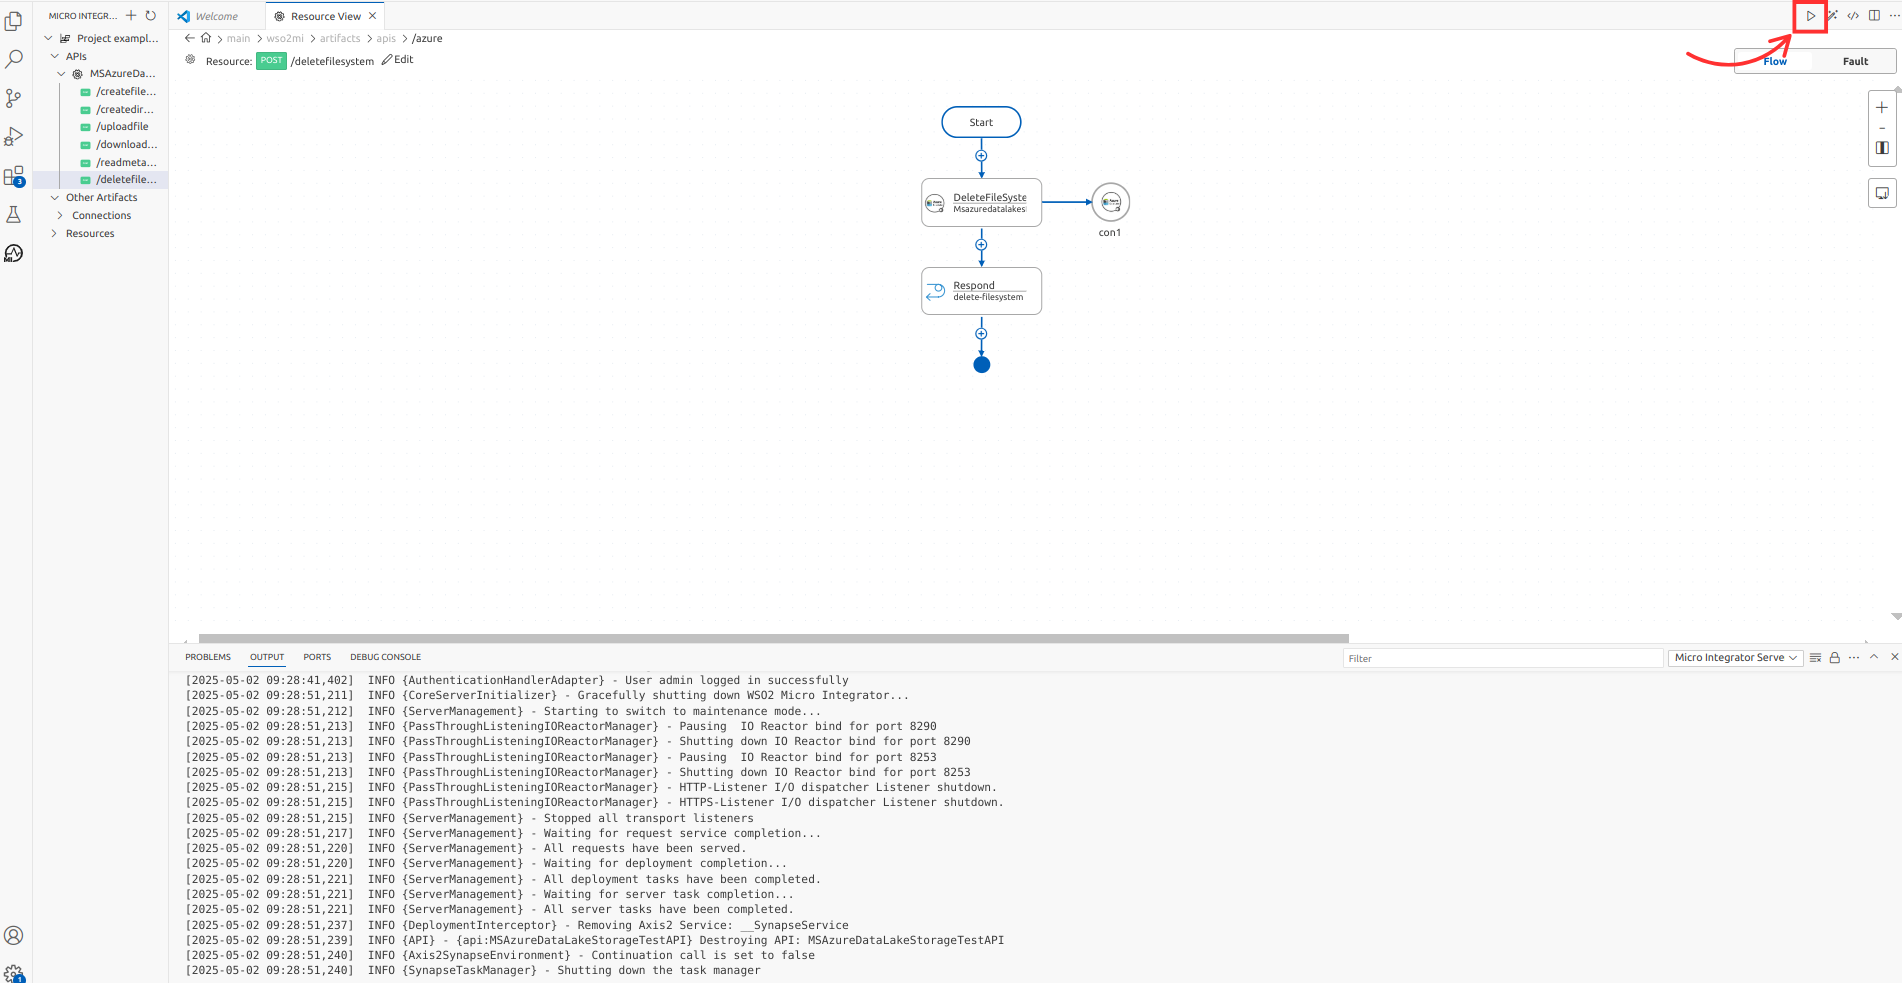 MICRO INTEGR...
Welcome
Resource View
main > wso2mi > artifacts > apis > /azure
Resource: POST /deletefilesystem Edit
Flow
Fault
Project exampl...
APIs
MSAzureDa...
/createfile...
/createdir...
/uploadfile
/download...
/readmeta...
/deletefile...
Other Artifacts
Connections
Resources
3
MI
1
Start
DeleteFileSyste
Msazuredatalakes
con1
Respond
delete-filesystem
PROBLEMS OUTPUT PORTS DEBUG CONSOLE
Filter
Micro Integrator Serve
[2025-05-02 09:28:41,402] INFO {AuthenticationHandlerAdapter} - User admin logged in successfully
[2025-05-02 09:28:51,211] INFO {CoreServerInitializer} - Gracefully shutting down WSO2 Micro Integrator...
[2025-05-02 09:28:51,212] INFO {ServerManagement} - Starting to switch to maintenance mode...
[2025-05-02 09:28:51,213] INFO {PassThroughListeningIOReactorManager} - Pausing  IO Reactor bind for port 8290
[2025-05-02 09:28:51,213] INFO {PassThroughListeningIOReactorManager} - Shutting down IO Reactor bind for port 8290
[2025-05-02 09:28:51,213] INFO {PassThroughListeningIOReactorManager} - Pausing  IO Reactor bind for port 8253
[2025-05-02 09:28:51,213] INFO {PassThroughListeningIOReactorManager} - Shutting down IO Reactor bind for port 8253
[2025-05-02 09:28:51,215] INFO {PassThroughListeningIOReactorManager} - HTTP-Listener I/O dispatcher Listener shutdown.
[2025-05-02 09:28:51,215] INFO {PassThroughListeningIOReactorManager} - HTTPS-Listener I/O dispatcher Listener shutdown.
[2025-05-02 09:28:51,215] INFO {ServerManagement} - Stopped all transport listeners
[2025-05-02 09:28:51,217] INFO {ServerManagement} - Waiting for request service completion...
[2025-05-02 09:28:51,220] INFO {ServerManagement} - All requests have been served.
[2025-05-02 09:28:51,220] INFO {ServerManagement} - Waiting for deployment completion...
[2025-05-02 09:28:51,221] INFO {ServerManagement} - All deployment tasks have been completed.
[2025-05-02 09:28:51,221] INFO {ServerManagement} - Waiting for server task completion...
[2025-05-02 09:28:51,221] INFO {ServerManagement} - All server tasks have been completed.
[2025-05-02 09:28:51,237] INFO {DeploymentInterceptor} - Removing Axis2 Service: __SynapseService
[2025-05-02 09:28:51,239] INFO {API} - {api:MSAzureDataLakeStorageTestAPI} Destroying API: MSAzureDataLakeStorageTestAPI
[2025-05-02 09:28:51,240] INFO {Axis2SynapseEnvironment} - Continuation call is set to false
[2025-05-02 09:28:51,240] INFO {SynapseTaskManager} - Shutting down the task manager